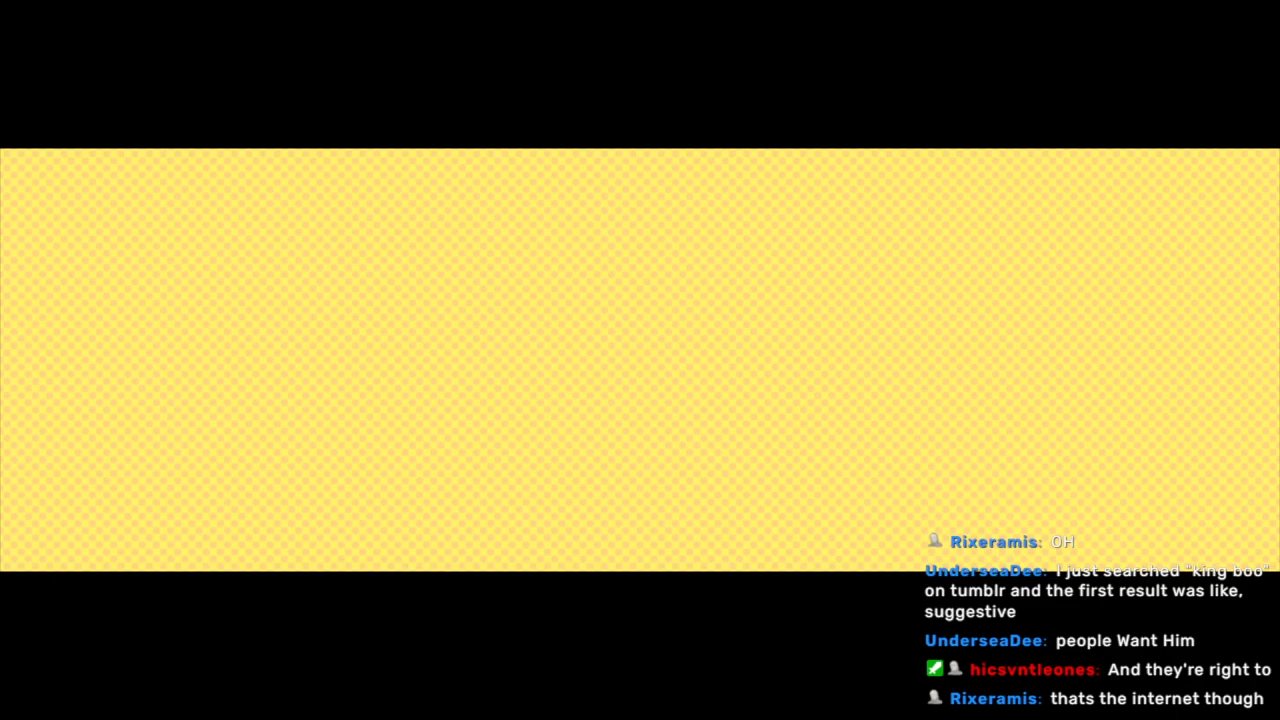 Rixeramis: OH
UnderseaDee: I just searched "king boo"
on tumblr and the first result was like,
suggestive
UnderseaDee: people Want Him
hicsvntleones: And they're right to
Rixeramis: thats the internet though